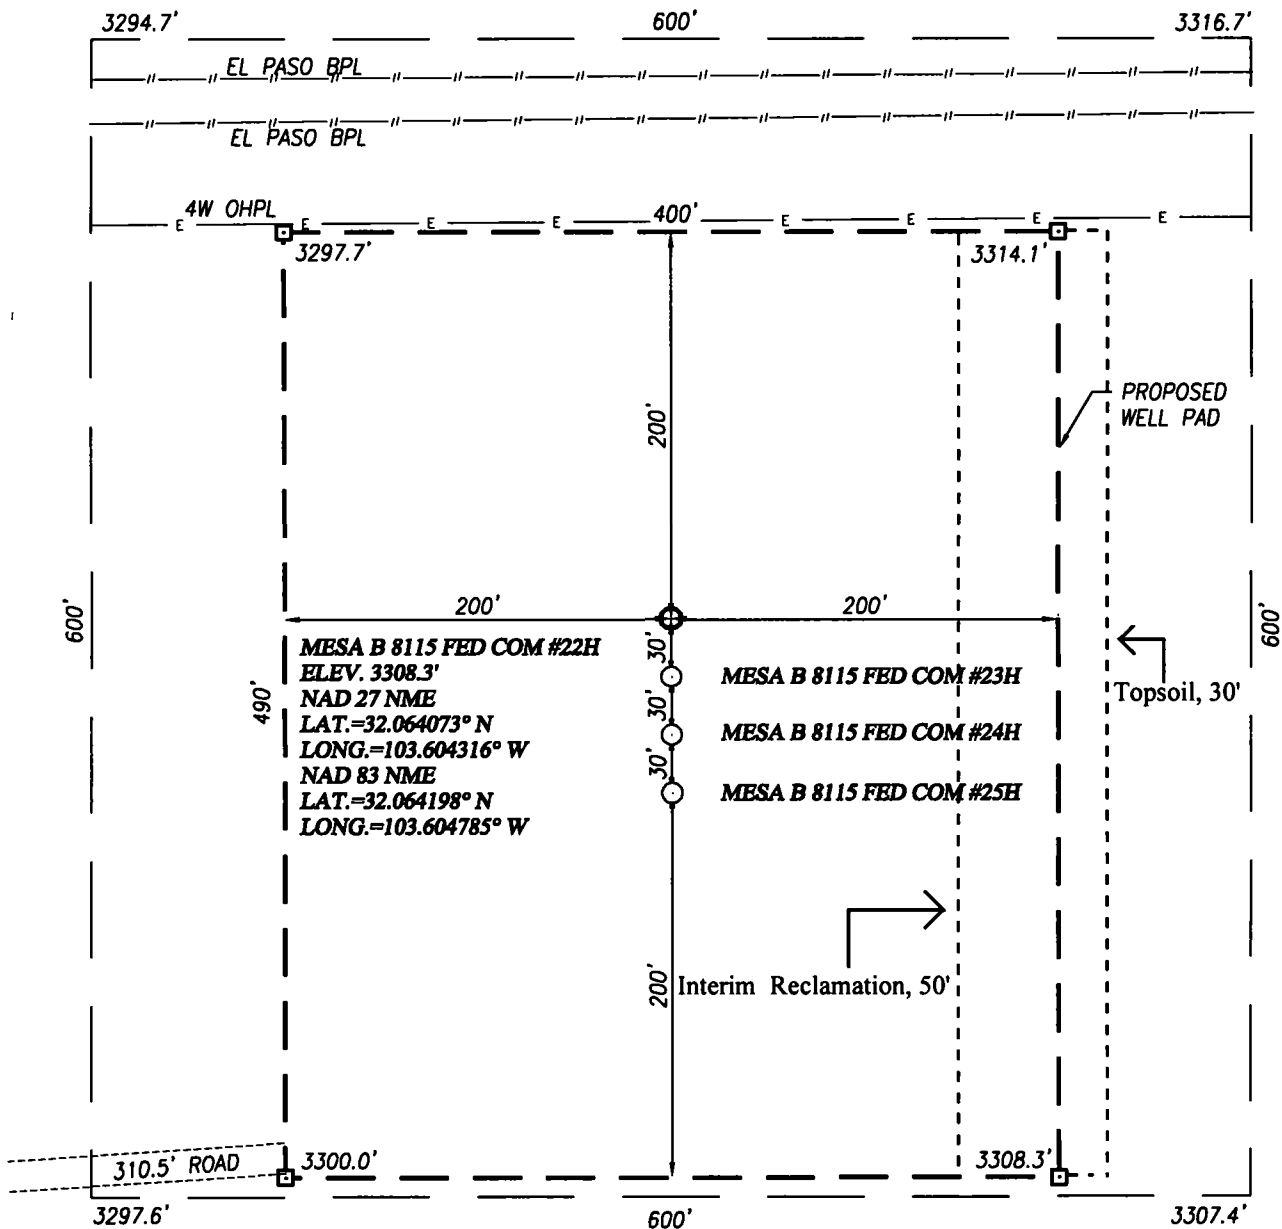 3294.7'
600'
3316.7'
EL PASO BPL
EL PASO BPL
4W OHPL
E E E E 400' E E E E
3297.7'
3314.1'
PROPOSED
WELL PAD
200'
600'
200'
200'
600'
490'
MESA B 8115 FED COM #22H
ELEV. 3308.3'
NAD 27 NME
LAT.=32.064073° N
LONG.=103.604316° W
NAD 83 NME
LAT.=32.064198° N
LONG.=103.604785° W
30'
MESA B 8115 FED COM #23H
30'
MESA B 8115 FED COM #24H
30'
MESA B 8115 FED COM #25H
Topsoil, 30'
200'
Interim Reclamation, 50'
310.5' ROAD
3300.0'
3308.3'
3297.6'
600'
3307.4'